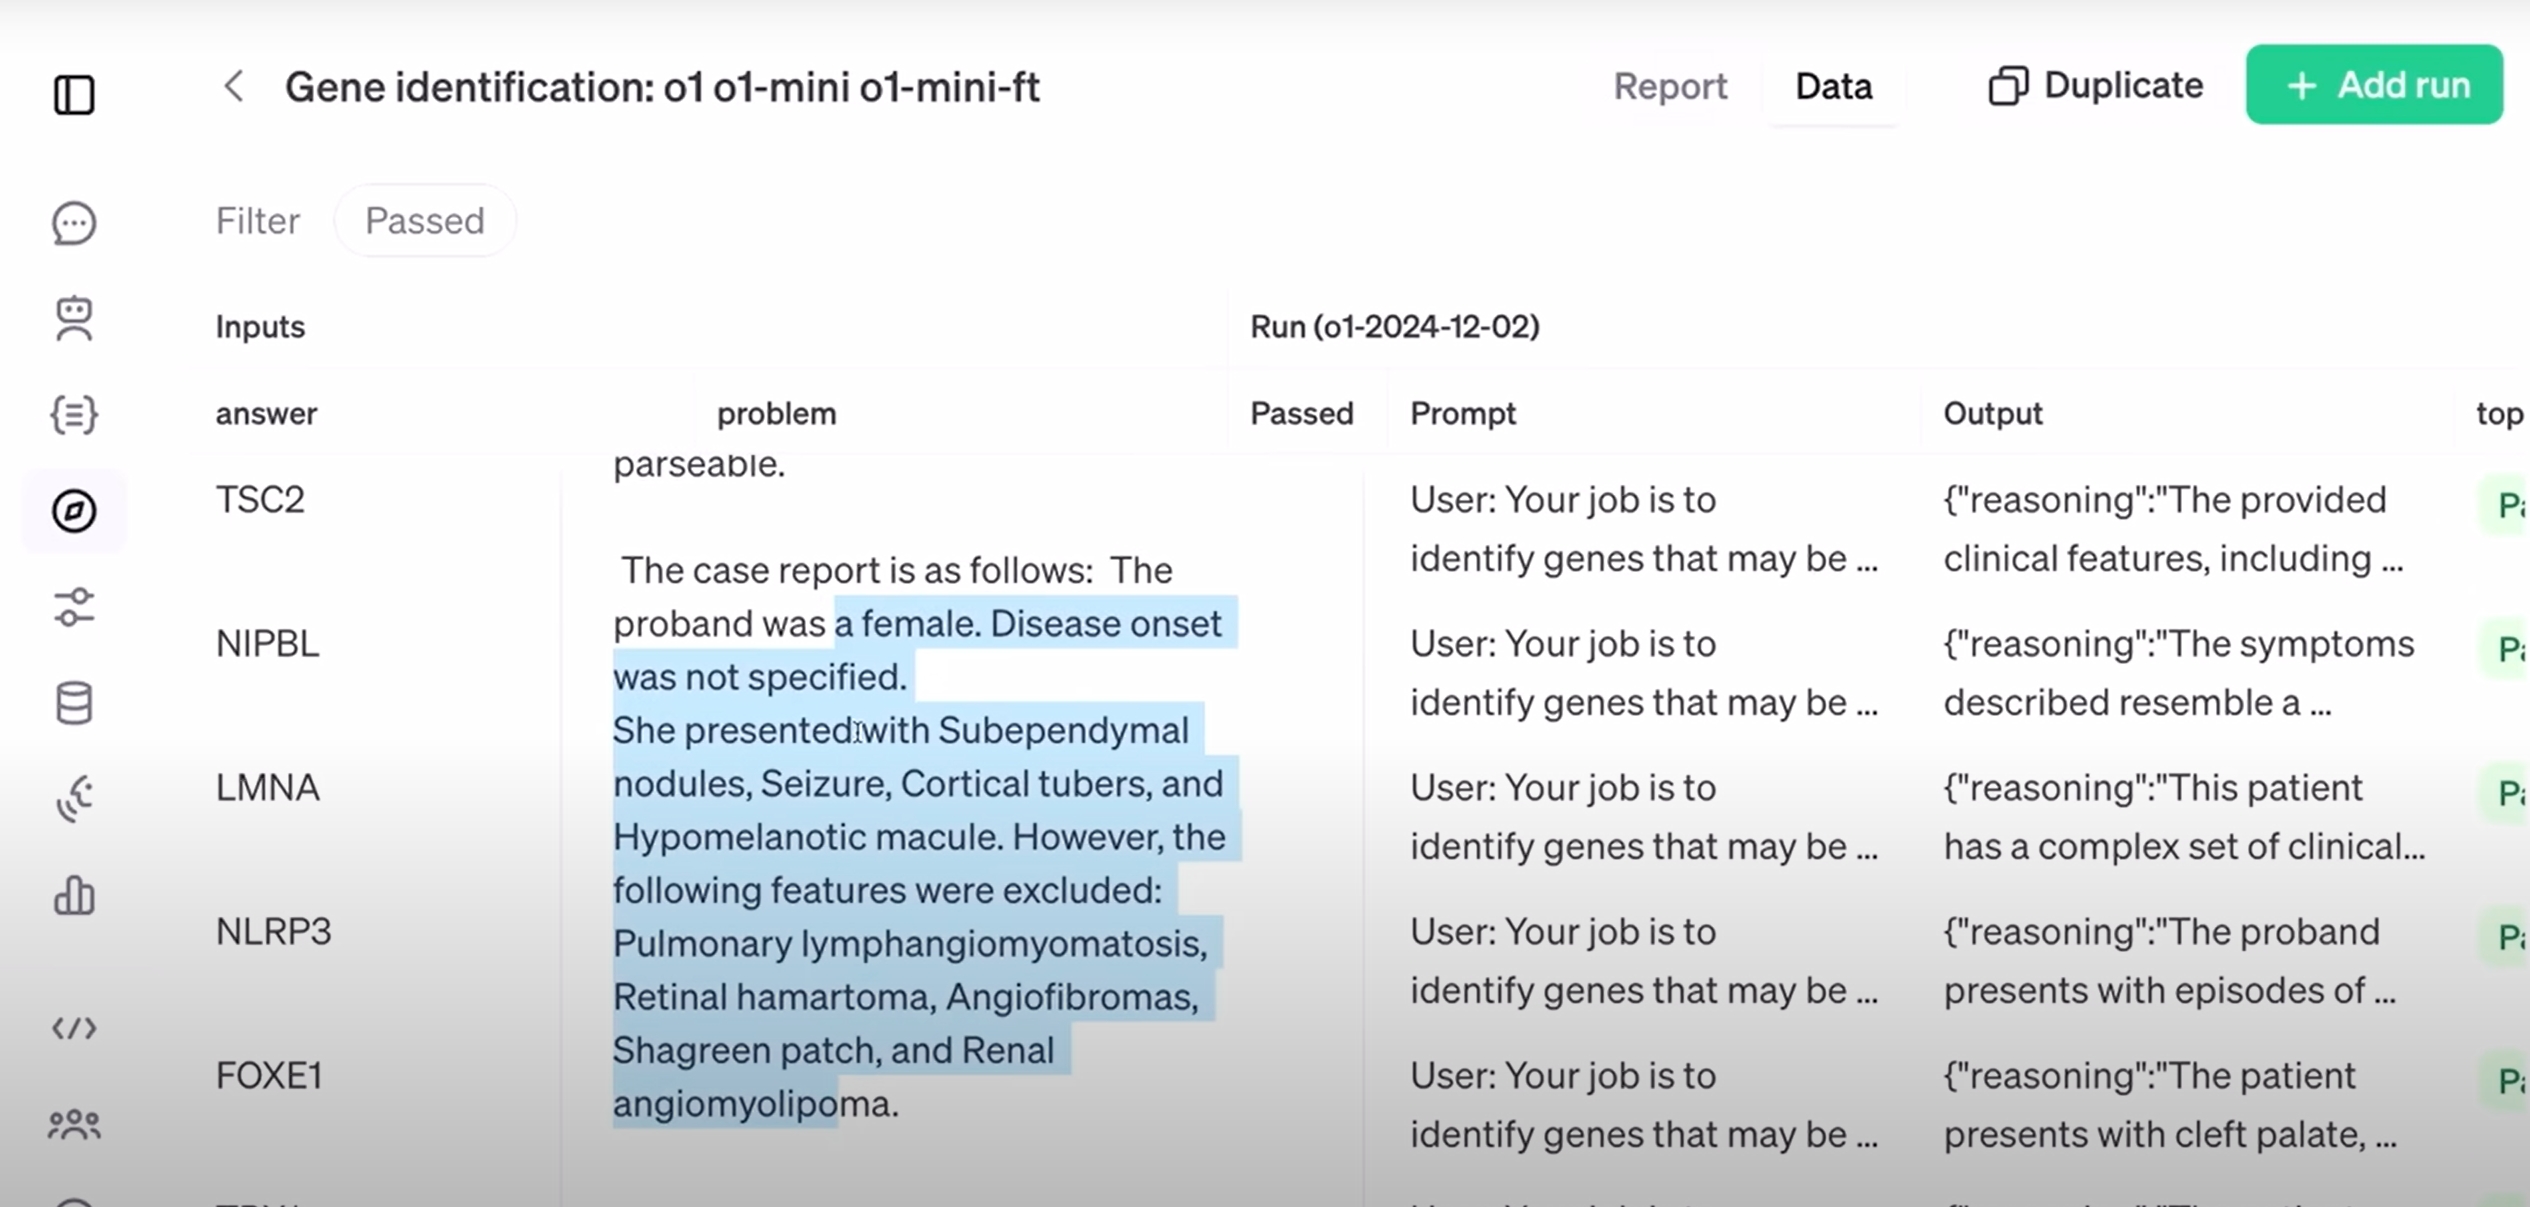 Gene identification: o1 o1-mini o1-mini-ft
Report
Data
Duplicate
+ Add run
Filter
Passed
Inputs
Run (o1-2024-12-02)
answer
problem
Passed
Prompt
Output
top
parseable.
The case report is as follows: The
proband was a female. Disease onset
was not specified.
She presented with Subependymal
nodules, Seizure, Cortical tubers, and
Hypomelanotic macule. However, the
following features were excluded:
Pulmonary lymphangiomyomatosis,
Retinal hamartoma, Angiofibromas,
Shagreen patch, and Renal
angiomyolipoma.
TSC2
User: Your job is to
identify genes that may be ...
{"reasoning":"The provided
clinical features, including ...
NIPBL
User: Your job is to
identify genes that may be ...
{"reasoning":"The symptoms
described resemble a ...
LMNA
User: Your job is to
identify genes that may be ...
{"reasoning":"This patient
has a complex set of clinical...
NLRP3
User: Your job is to
identify genes that may be ...
{"reasoning":"The proband
presents with episodes of ...
FOXE1
User: Your job is to
identify genes that may be ...
{"reasoning":"The patient
presents with cleft palate, ...